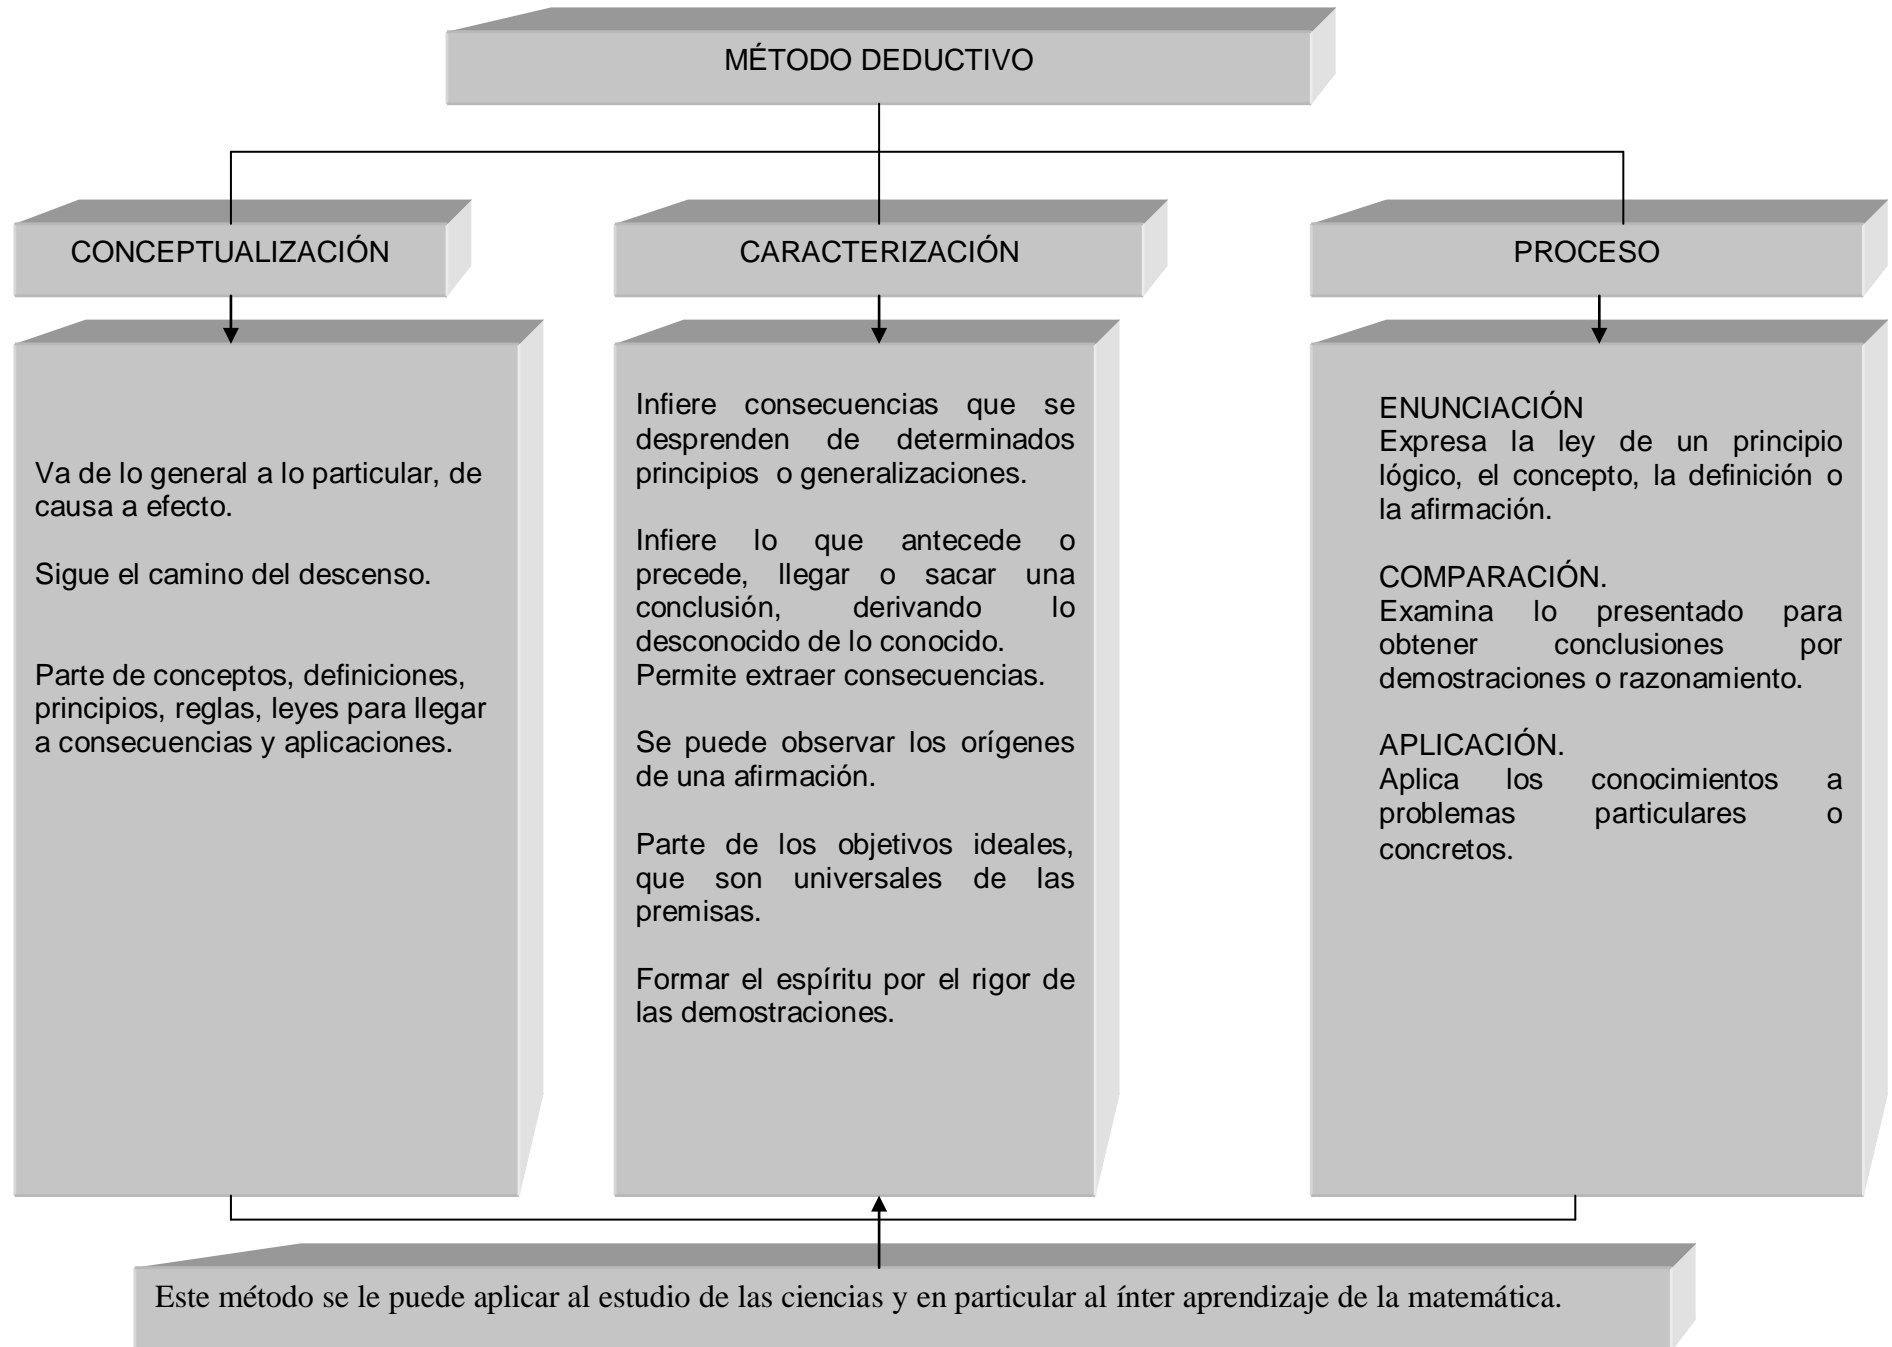 MÉTODO DEDUCTIVO
CONCEPTUALIZACIÓN
Va de lo general a lo particular, de
causa a efecto.
Sigue el camino del descenso.
Parte de conceptos, definiciones,
principios, reglas, leyes para llegar
a consecuencias y aplicaciones.
CARACTERIZACIÓN
Infiere consecuencias que se
desprenden de determinados
principios o generalizaciones.
Infiere lo que antecede o
precede, llegar o sacar una
conclusión, derivando lo
desconocido de lo conocido.
Permite extraer consecuencias.
Se puede observar los orígenes
de una afirmación.
Parte de los objetivos ideales,
que son universales de las
premisas.
Formar el espíritu por el rigor de
las demostraciones.
PROCESO
ENUNCIACIÓN
Expresa la ley de un principio
lógico, el concepto, la definición o
la afirmación.
COMPARACIÓN.
Examina lo presentado para
obtener conclusiones por
demostraciones o razonamiento.
APLICACIÓN.
Aplica los conocimientos a
problemas particulares o
concretos.
Este método se le puede aplicar al estudio de las ciencias y en particular al ínter aprendizaje de la matemática.